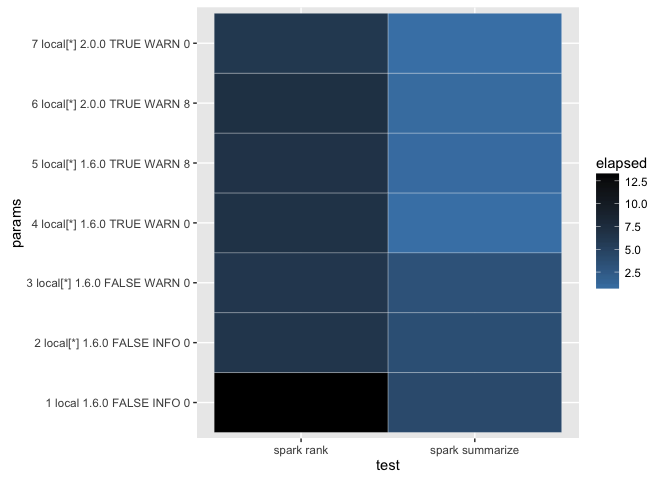 7 local[*] 2.0.0 TRUE WARN 0
6 local[*] 2.0.0 TRUE WARN 8
5 local[*] 1.6.0 TRUE WARN 8
4 local[*] 1.6.0 TRUE WARN 0
3 local[*] 1.6.0 FALSE WARN 0
2 local[*] 1.6.0 FALSE INFO 0
1 local 1.6.0 FALSE INFO 0
params
spark rank
spark summarize
test
elapsed
12.5
10.0
7.5
5.0
2.5